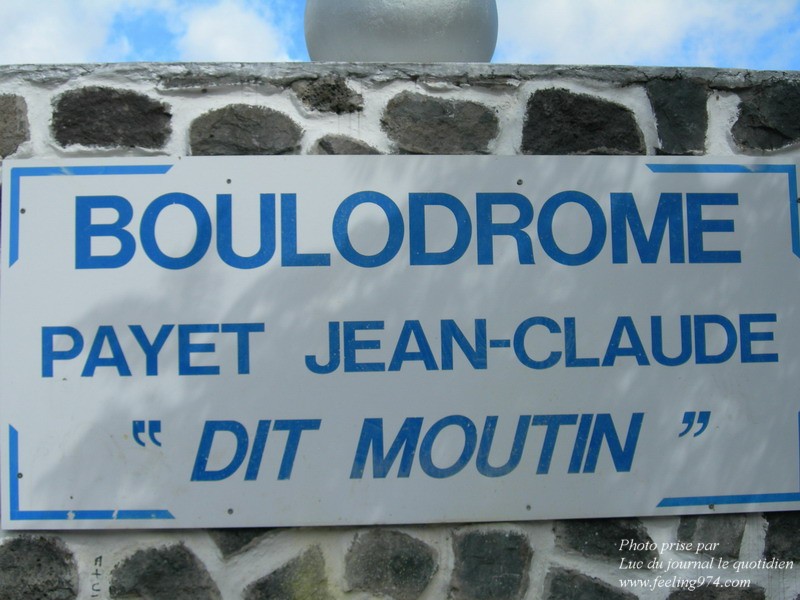 BOULODROME
PAYET JEAN-CLAUDE
“ DIT MOUTIN ”
Photo prise par
Luc du journal le quotidien
www.feeling974.com